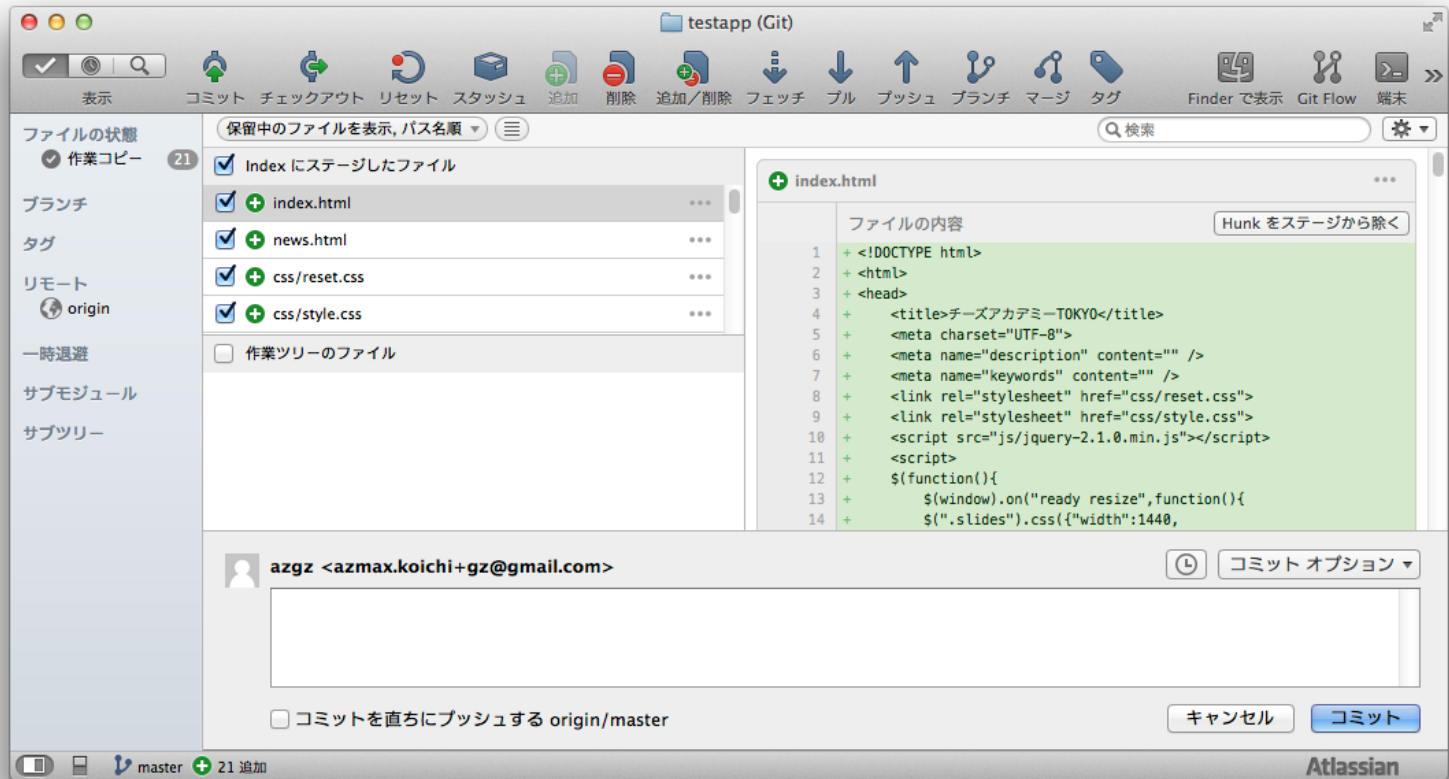 testapp (Git)
表示
コミット
チェックアウト
リセット
スタッシュ
追加
削除
追加／削除
フェッチ
プル
プッシュ
ブランチ
マージ
タグ
Finder で表示
Git Flow
端末
ファイルの状態
作業コピー 21
ブランチ
タグ
リモート
origin
一時退避
サブモジュール
サブツリー
保留中のファイルを表示, パス名順
検索
Index にステージしたファイル
index.html
news.html
css/reset.css
css/style.css
作業ツリーのファイル
index.html
ファイルの内容
Hunk をステージから除く
1 + <!DOCTYPE html>
2 + <html>
3 + <head>
4 + <title>チーズアカデミーTOKYO</title>
5 + <meta charset="UTF-8">
6 + <meta name="description" content="" />
7 + <meta name="keywords" content="" />
8 + <link rel="stylesheet" href="css/reset.css">
9 + <link rel="stylesheet" href="css/style.css">
10 + <script src="js/jquery-2.1.0.min.js"></script>
11 + <script>
12 + $(function(){
13 + $(window).on("ready resize",function(){
14 + $(".slides").css({"width":1440,
azgz <azmax.koichi+gz@gmail.com>
コミット オプション
コミットを直ちにプッシュする origin/master
キャンセル
コミット
master
21 追加
Atlassian